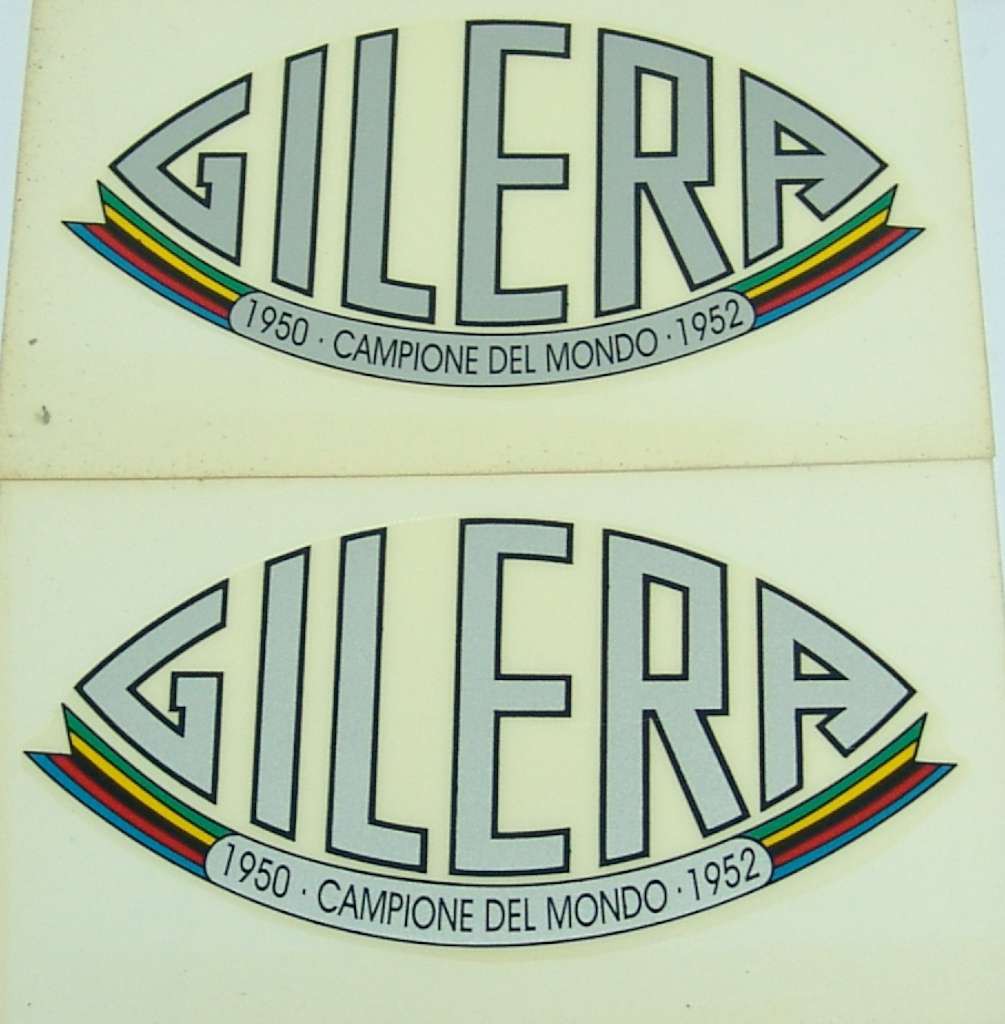 GILERA
1950 · CAMPIONE DEL MONDO · 1952
GILERA
1950 · CAMPIONE DEL MONDO · 1952